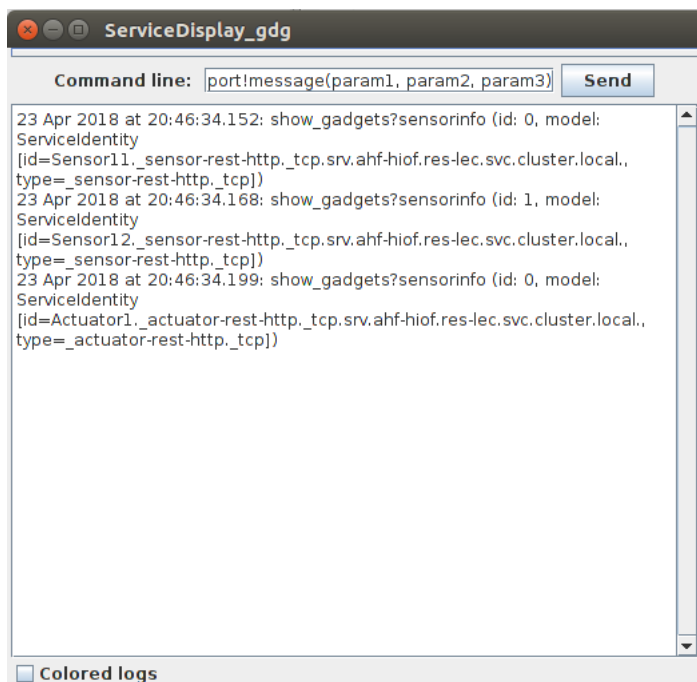 ServiceDisplay_gdg
Command line: port!message(param1, param2, param3) Send
23 Apr 2018 at 20:46:34.152: show_gadgets?sensorinfo (id: 0, model:
ServiceIdentity
[id=Sensor11._sensor-rest-http._tcp.srv.ahf-hiof.res-lec.svc.cluster.local.,
type=_sensor-rest-http._tcp])
23 Apr 2018 at 20:46:34.168: show_gadgets?sensorinfo (id: 1, model:
ServiceIdentity
[id=Sensor12._sensor-rest-http._tcp.srv.ahf-hiof.res-lec.svc.cluster.local.,
type=_sensor-rest-http._tcp])
23 Apr 2018 at 20:46:34.199: show_gadgets?sensorinfo (id: 0, model:
ServiceIdentity
[id=Actuator1._actuator-rest-http._tcp.srv.ahf-hiof.res-lec.svc.cluster.local.,
type=_actuator-rest-http._tcp])
Colored logs